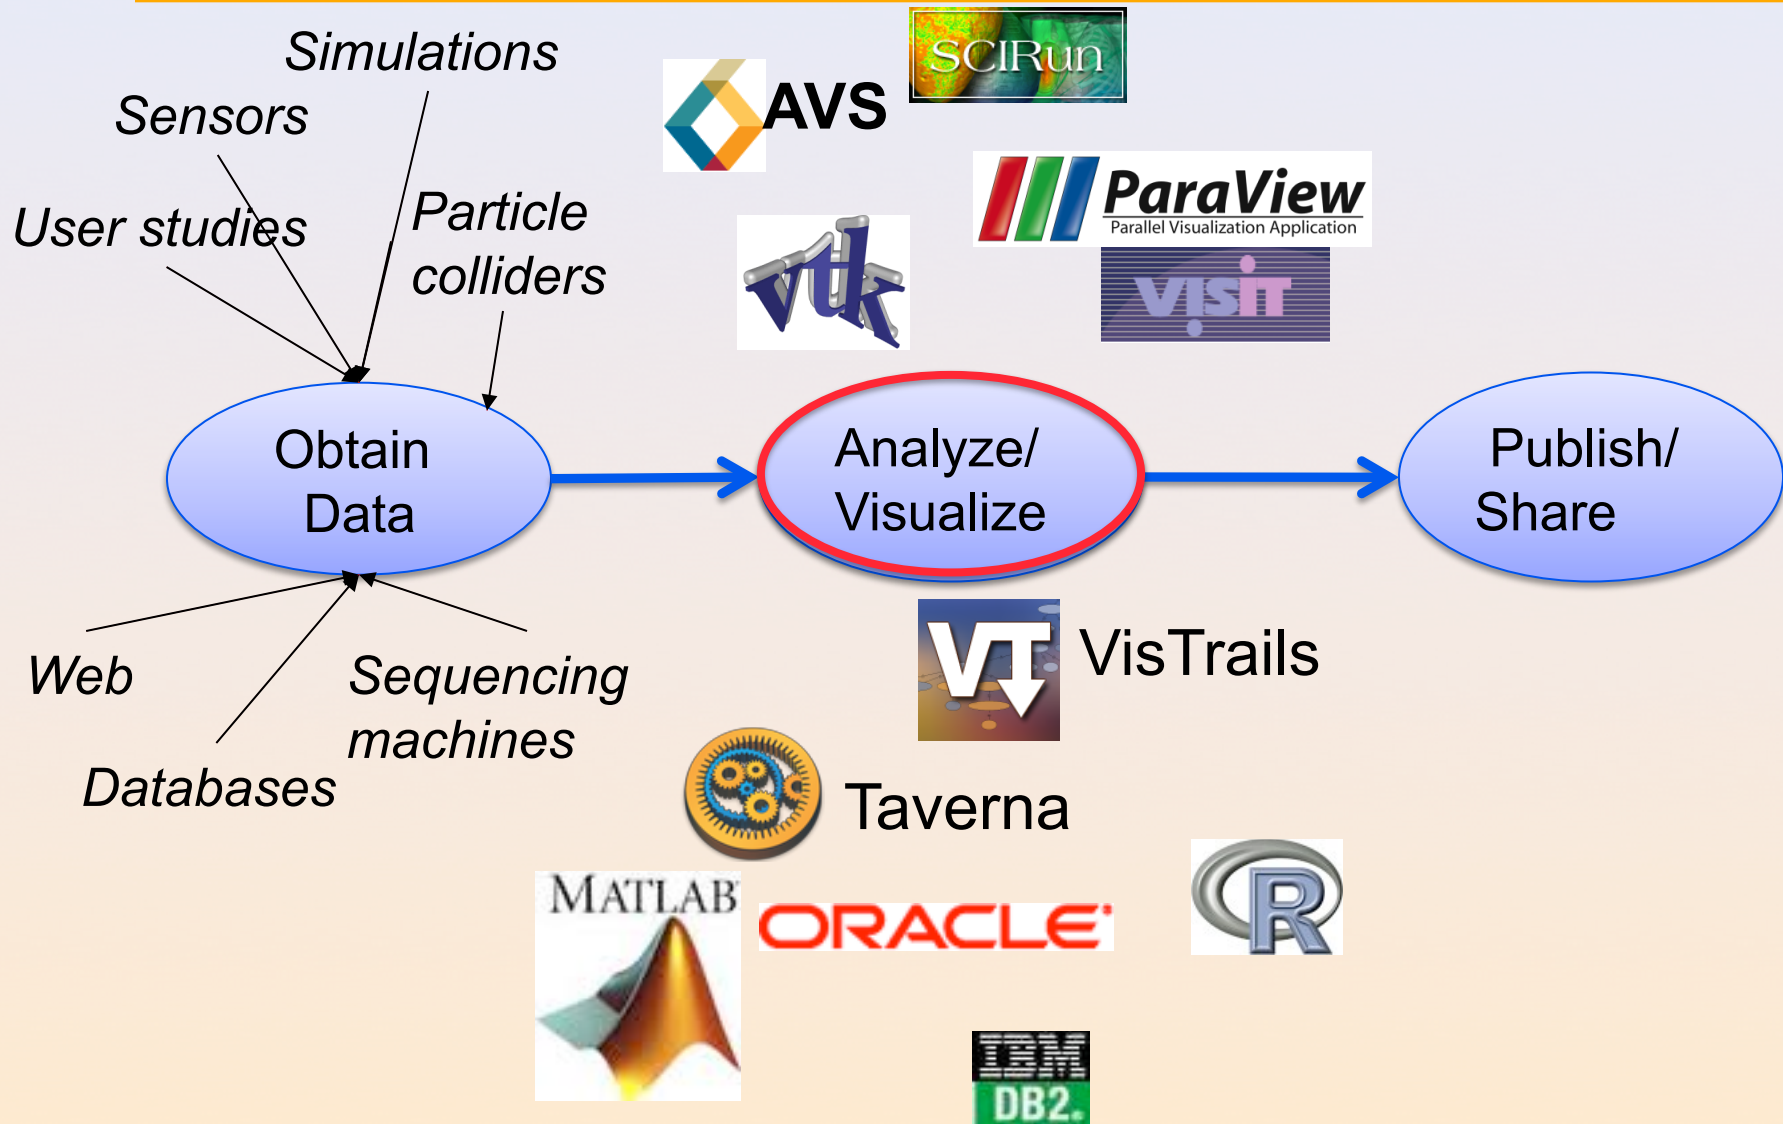 Simulations
Sensors
User studies
Particle
colliders
AVS
SCIRun
ParaView
Parallel Visualization Application
vtk
VISIT
Obtain
Data
Analyze/
Visualize
Publish/
Share
Web
Databases
Sequencing
machines
VT
VisTrails
Taverna
MATLAB
ORACLE
R
IBM
DB2.